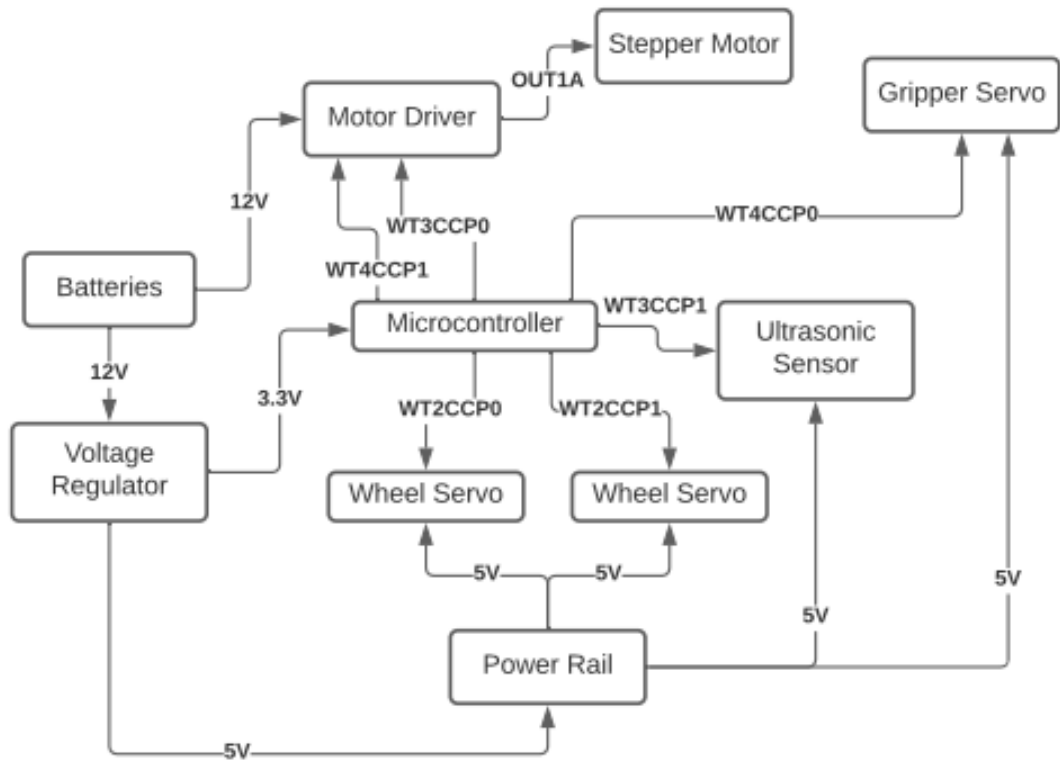 Stepper Motor
OUT1A
Gripper Servo
Motor Driver
12V
WT3CCP0
WT4CCP0
WT4CCP1
Batteries
Microcontroller
WT3CCP1
Ultrasonic
Sensor
12V
3.3V
WT2CCP0
WT2CCP1
Voltage
Regulator
Wheel Servo
Wheel Servo
5V
5V
5V
5V
Power Rail
5V